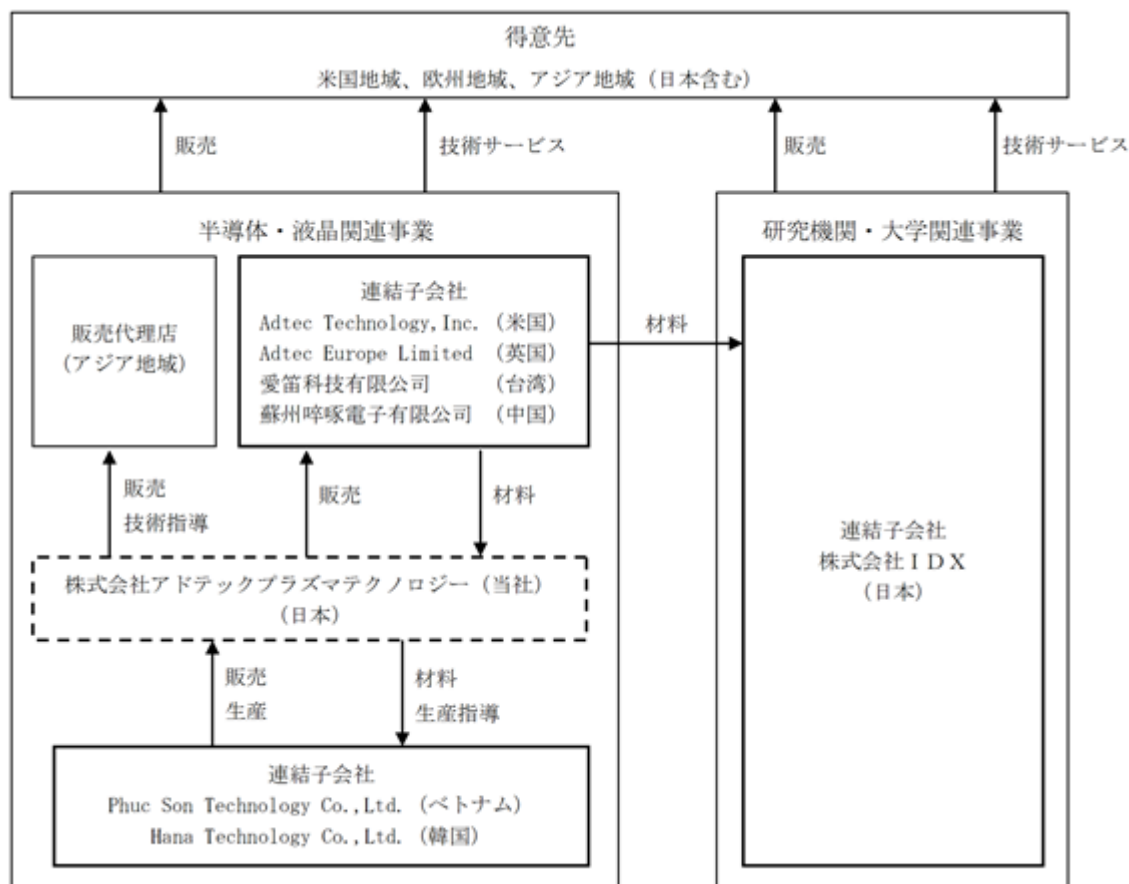 得意先
米国地域、欧州地域、アジア地域（日本含む）
販売
技術サービス
販売
技術サービス
半導体・液晶関連事業
販売代理店
（アジア地域）
連結子会社
Adtec Technology,Inc.（米国）
Adtec Europe Limited （英国）
愛笛科技有限公司 （台湾）
蘇州啐啄電子有限公司 （中国）
材料
販売
技術指導
販売
材料
株式会社アドテックプラズマテクノロジー（当社）
（日本）
販売
生産
材料
生産指導
連結子会社
Phuc Son Technology Co.,Ltd.（ベトナム）
Hana Technology Co.,Ltd.（韓国）
研究機関・大学関連事業
連結子会社
株式会社ＩＤＸ
（日本）